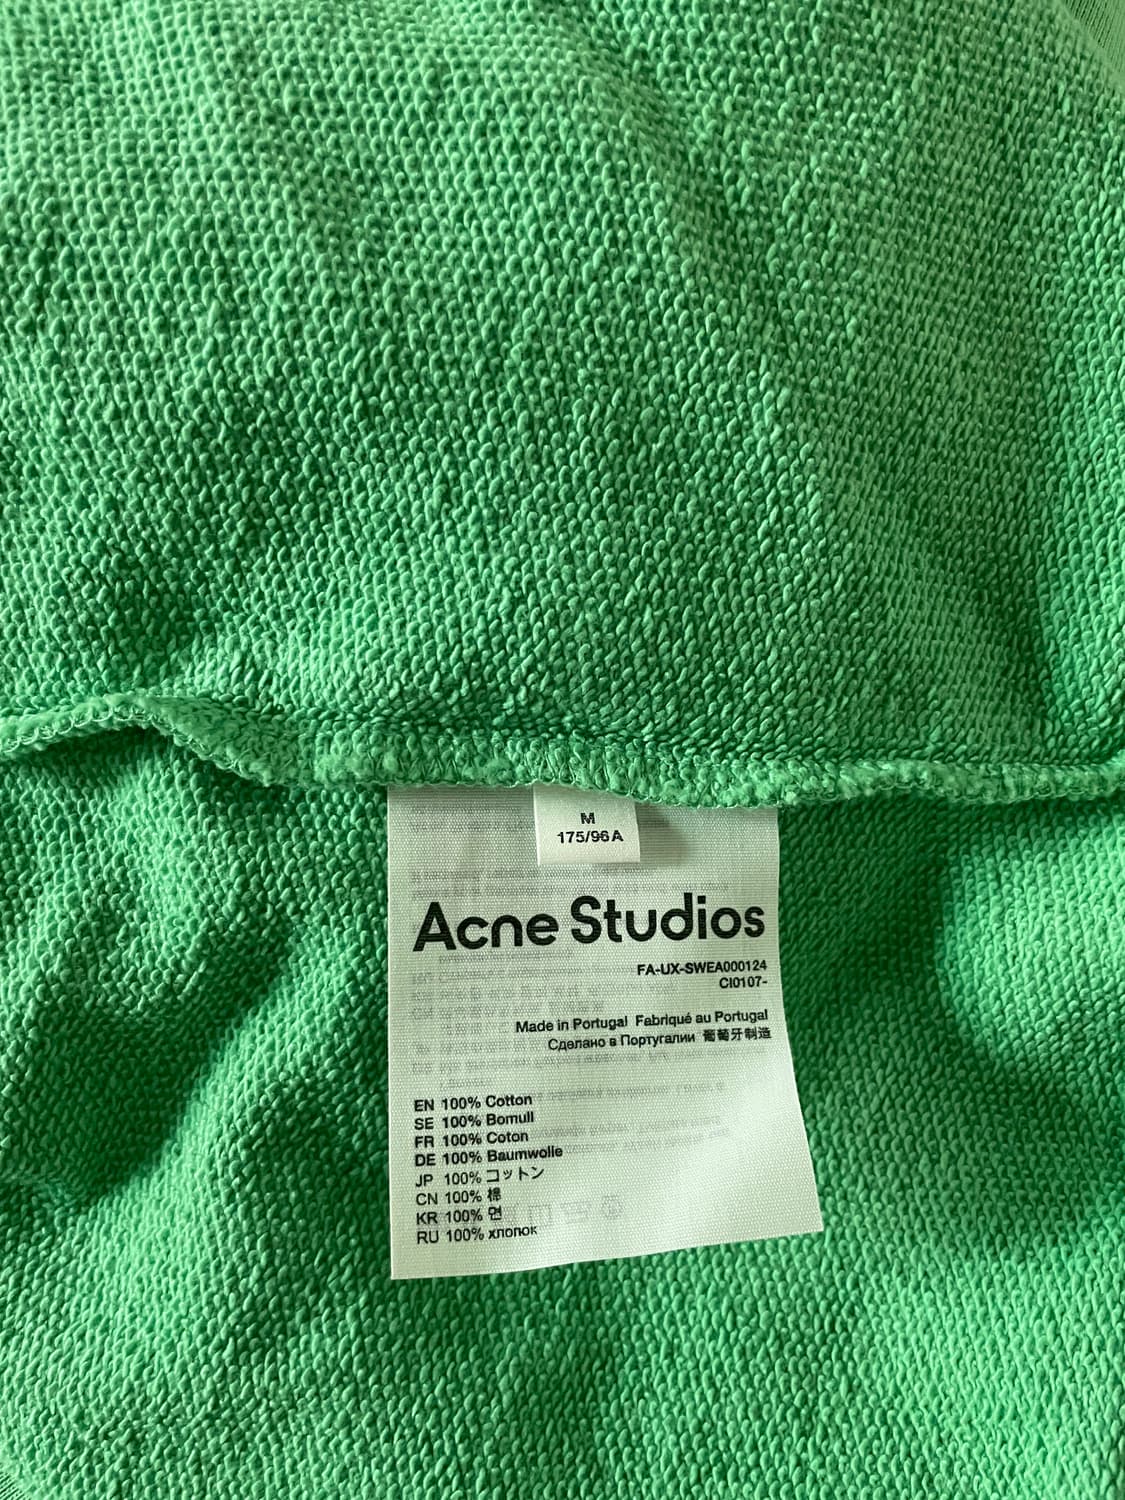 M
175/96A
Acne Studios
FA-UX-SWEA000124
CI0107-
Made in Portugal Fabriqué au Portugal
Сделано в Португалии 葡萄牙制造
EN 100% Cotton
SE 100% Bomull
FR 100% Coton
DE 100% Baumwolle
JP 100% コットン
CN 100% 棉
KR 100% 면
RU 100% хлопок